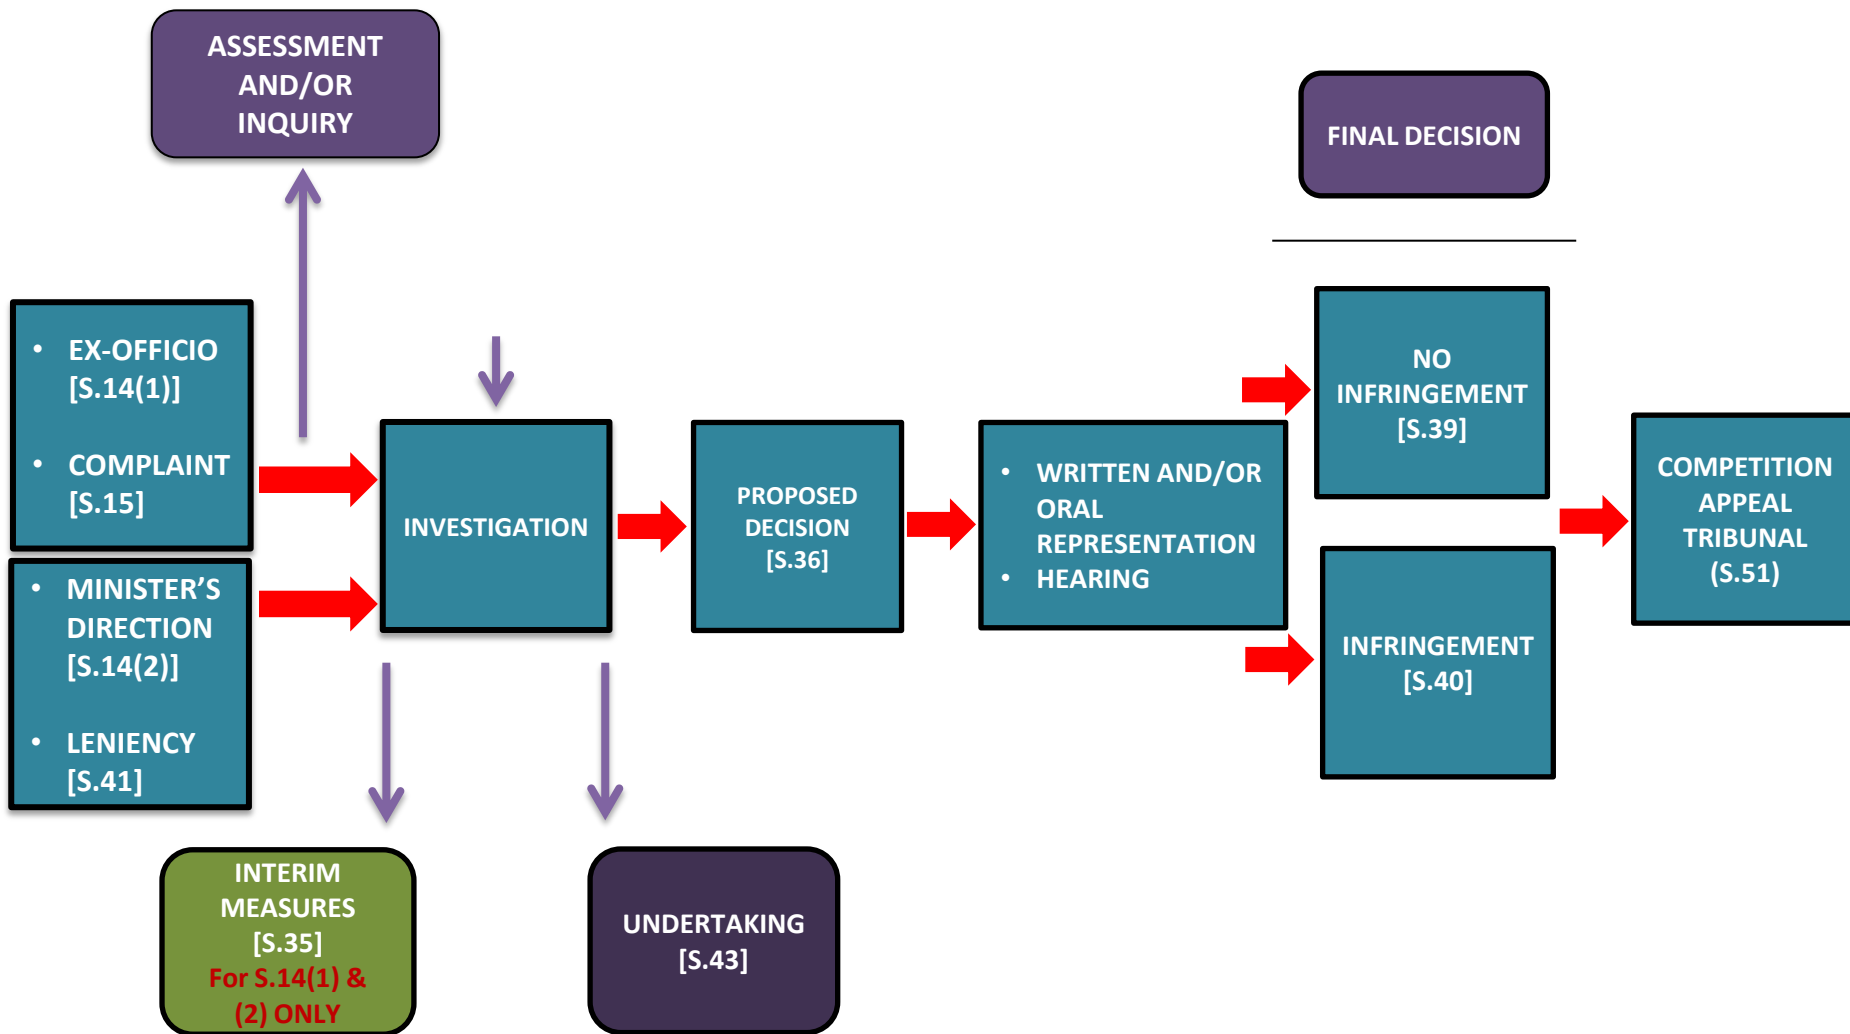 ASSESSMENT
AND/OR
INQUIRY
FINAL DECISION
• EX-OFFICIO
[S.14(1)]
• COMPLAINT
[S.15]
• MINISTER’S
DIRECTION
[S.14(2)]
• LENIENCY
[S.41]
INVESTIGATION
PROPOSED
DECISION
[S.36]
• WRITTEN AND/OR
ORAL
REPRESENTATION
• HEARING
NO
INFRINGEMENT
[S.39]
INFRINGEMENT
[S.40]
COMPETITION
APPEAL
TRIBUNAL
(S.51)
INTERIM
MEASURES
[S.35]
For S.14(1) &
(2) ONLY
UNDERTAKING
[S.43]